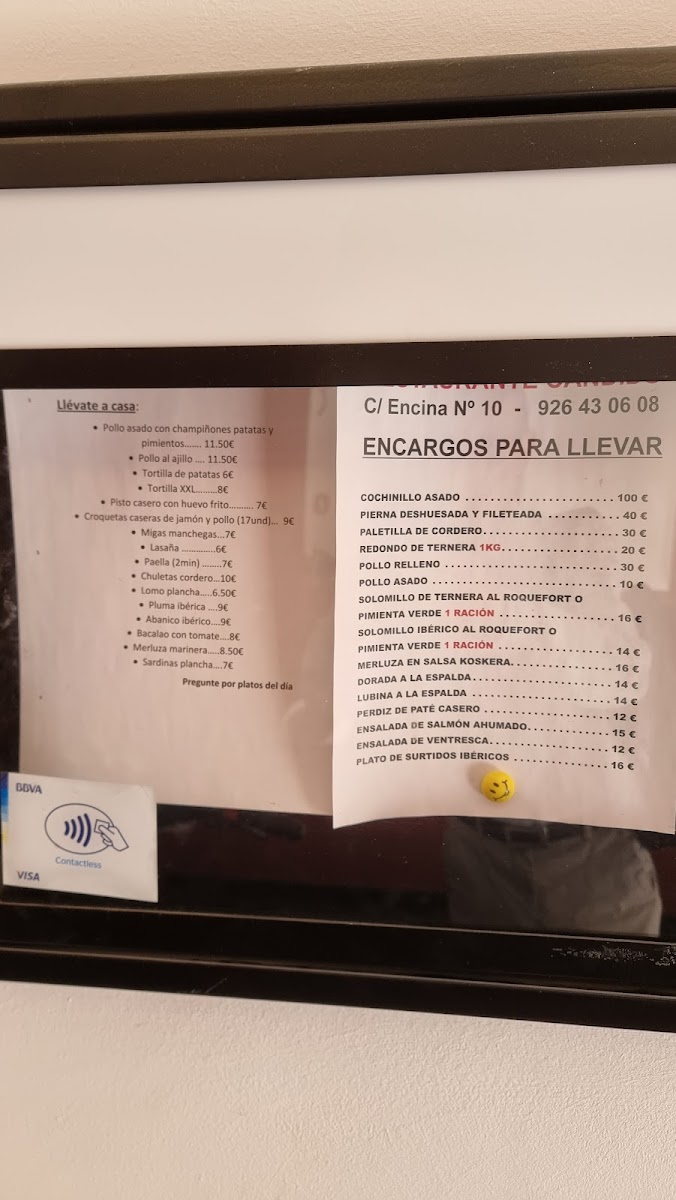 Llévate a casa:
• Pollo asado con champiñones patatas y
pimientos....... 11.50€
• Pollo al ajillo .... 11.50€
• Tortilla de patatas 6€
• Tortilla XXL.........8€
• Pisto casero con huevo frito.......... 7€
• Croquetas caseras de jamón y pollo (17und)... 9€
• Migas manchegas...7€
• Lasaña .............6€
• Paella (2min) ........7€
• Chuletas cordero...10€
• Lomo plancha.....6.50€
• Pluma ibérica ....9€
• Abanico ibérico....9€
• Bacalao con tomate....8€
• Merluza marinera.....8.50€
• Sardinas plancha....7€
Pregunte por platos del día
BBVA
Contactless
VISA
C/ Encina Nº 10 - 926 43 06 08
ENCARGOS PARA LLEVAR
COCHINILLO ASADO ....................... 100 €
PIERNA DESHUESADA Y FILETEADA ............ 40 €
PALETILLA DE CORDERO..................... 30 €
REDONDO DE TERNERA 1KG.................. 20 €
POLLO RELLENO ........................... 30 €
POLLO ASADO ............................ 10 €
SOLOMILLO DE TERNERA AL ROQUEFORT O
PIMIENTA VERDE 1 RACIÓN .................. 16 €
SOLOMILLO IBÉRICO AL ROQUEFORT O
PIMIENTA VERDE 1 RACIÓN .................. 14 €
MERLUZA EN SALSA KOSKERA................ 16 €
DORADA A LA ESPALDA...................... 14 €
LUBINA A LA ESPALDA ...................... 14 €
PERDIZ DE PATÉ CASERO .................... 12 €
ENSALADA DE SALMÓN AHUMADO............. 15 €
ENSALADA DE VENTRESCA................... 12 €
PLATO DE SURTIDOS IBÉRICOS ............... 16 €